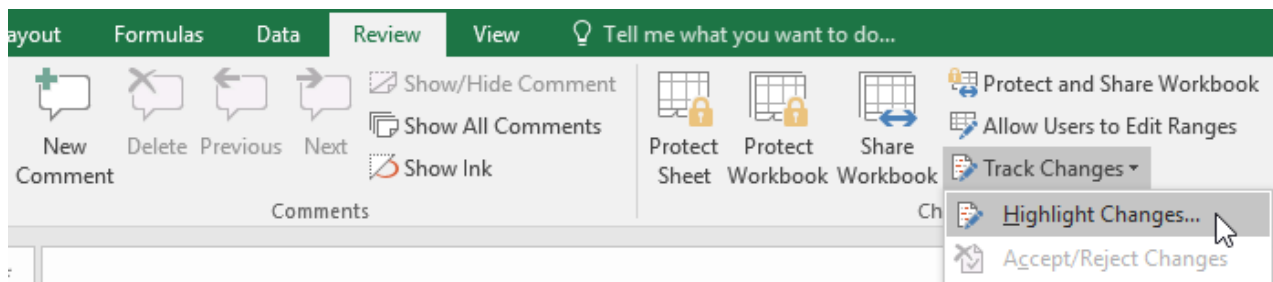 ayout Formulas Data Review View Tell me what you want to do...
Show/Hide Comment
Show All Comments
Show Ink
New
Comment
Delete
Previous
Next
Comments
Protect
Sheet
Protect
Workbook
Share
Workbook
Protect and Share Workbook
Allow Users to Edit Ranges
Track Changes
Ch
Highlight Changes...
Accept/Reject Changes